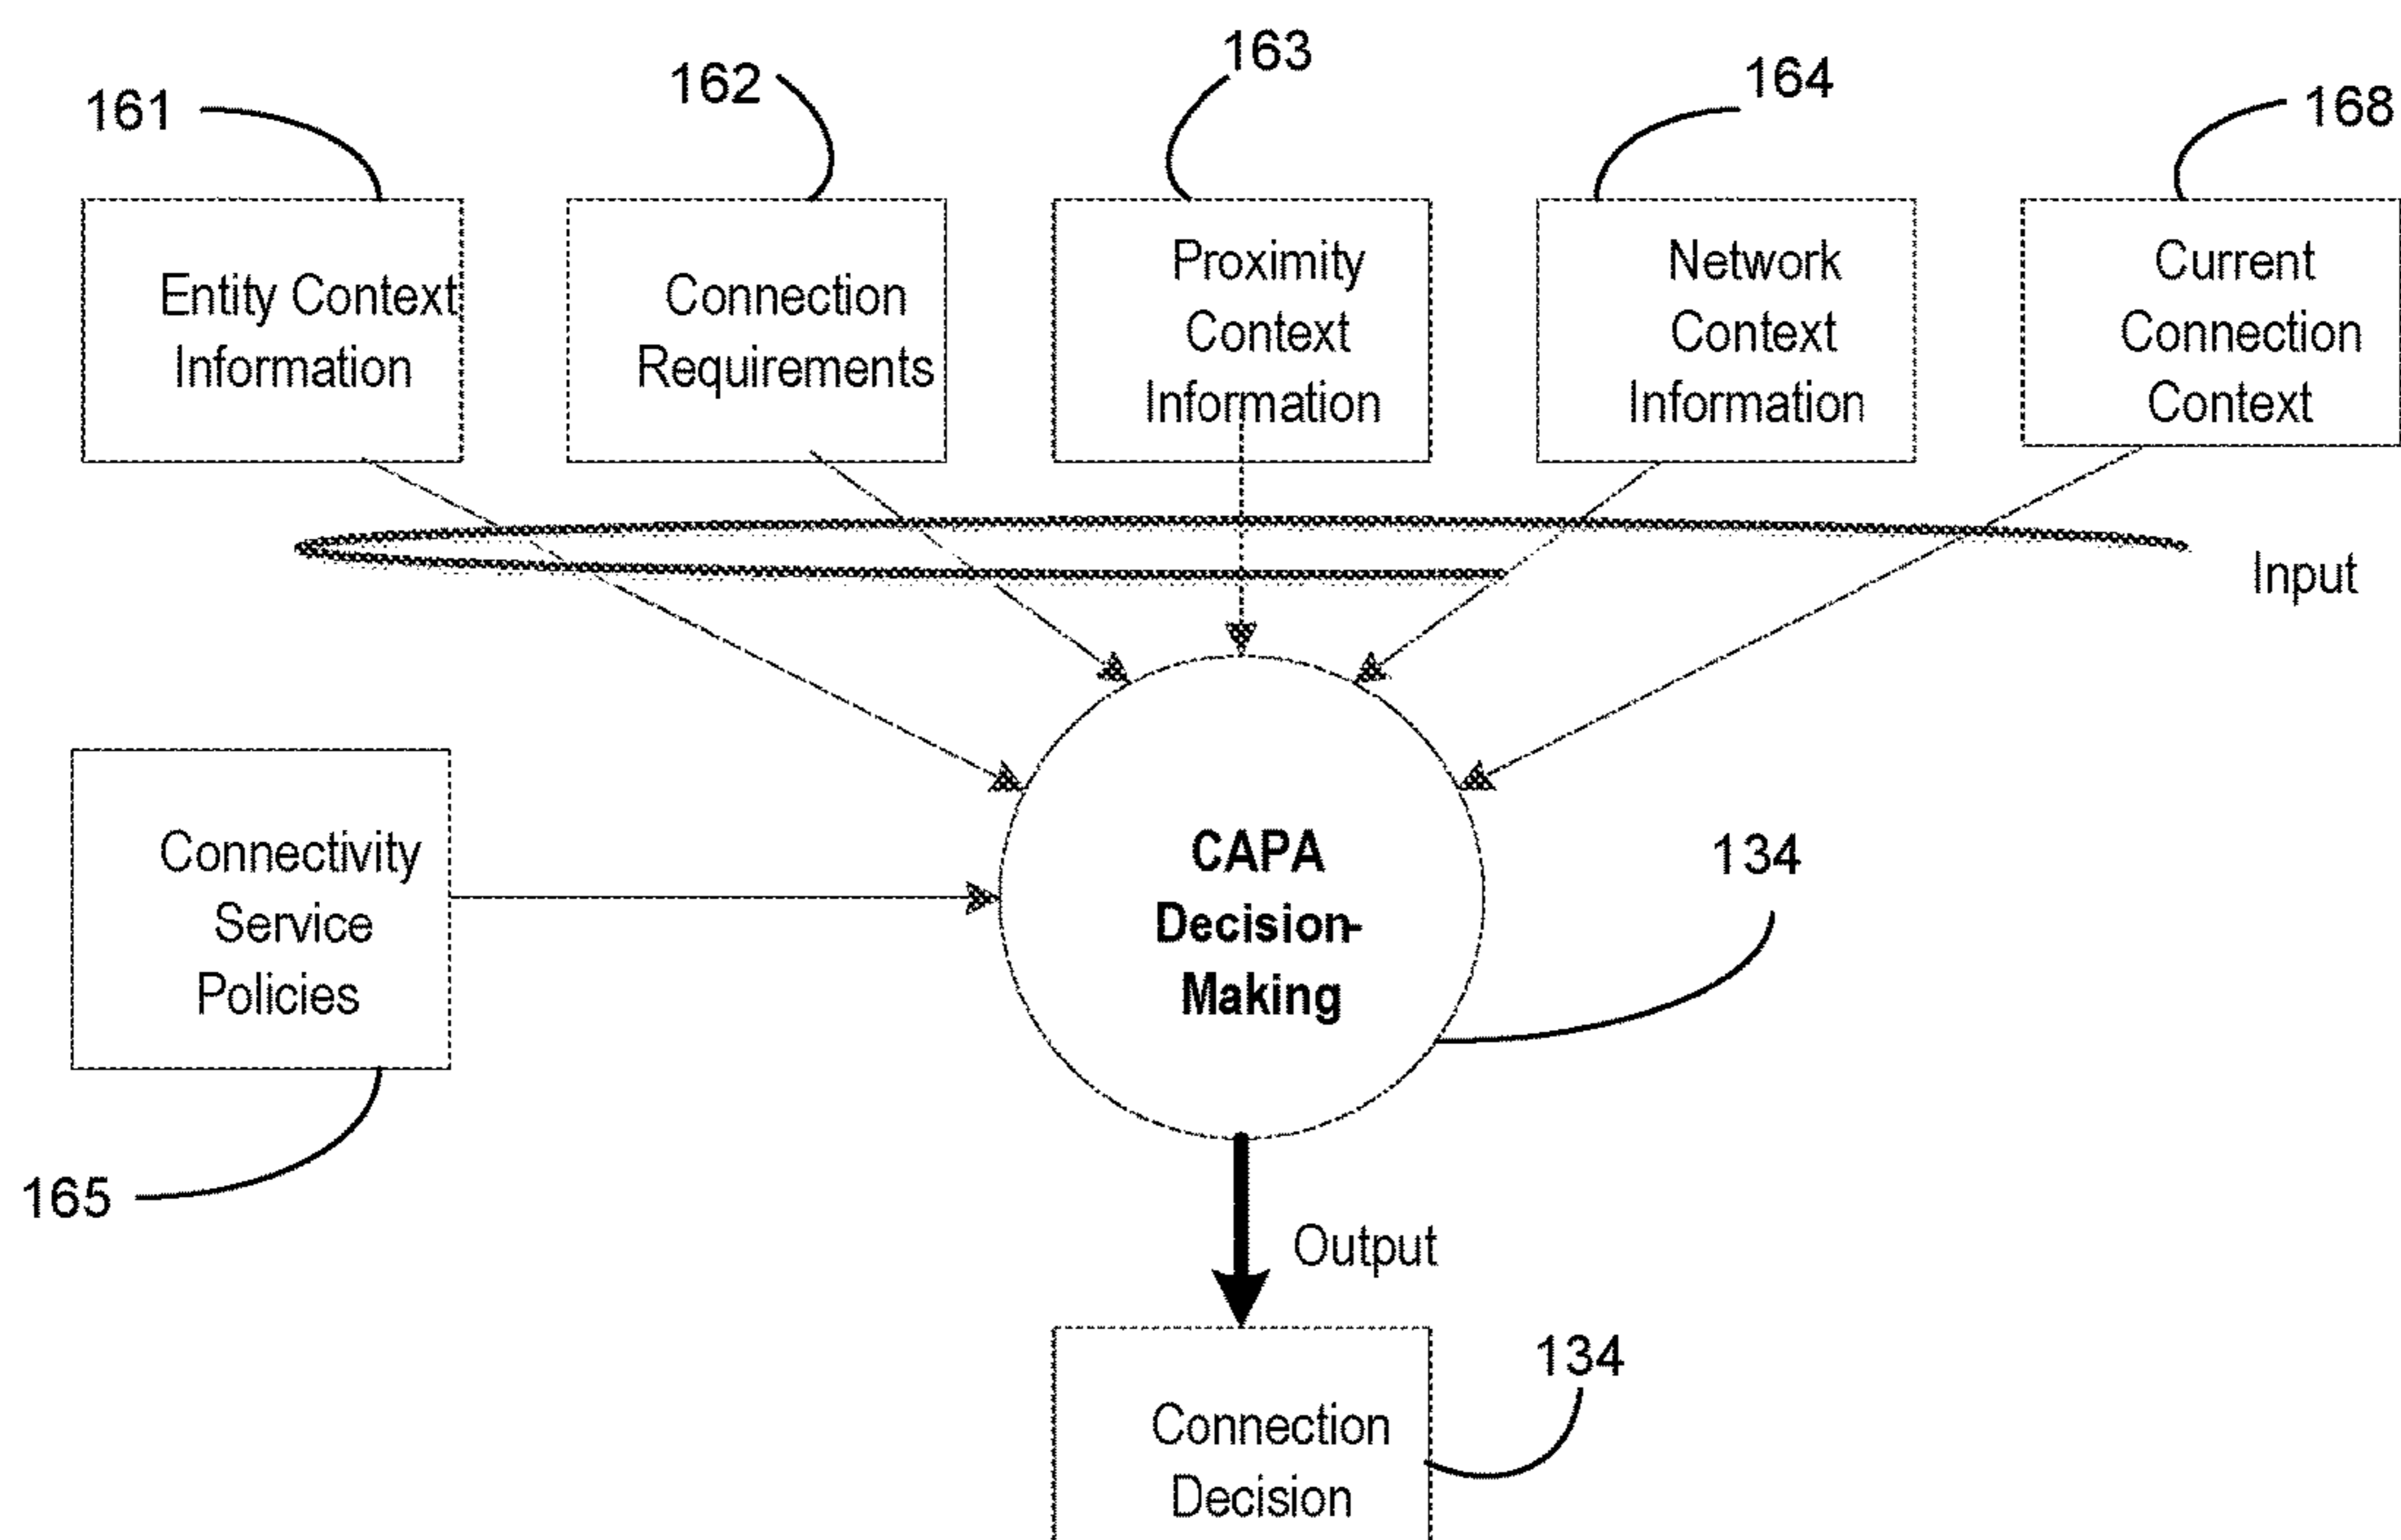 161
162
163
164
168
Entity Context
Information
Connection
Requirements
Proximity
Context
Information
Network
Context
Information
Current
Connection
Context
Input
Connectivity
Service
Policies
165
CAPA
Decision-
Making
134
Output
134
Connection
Decision